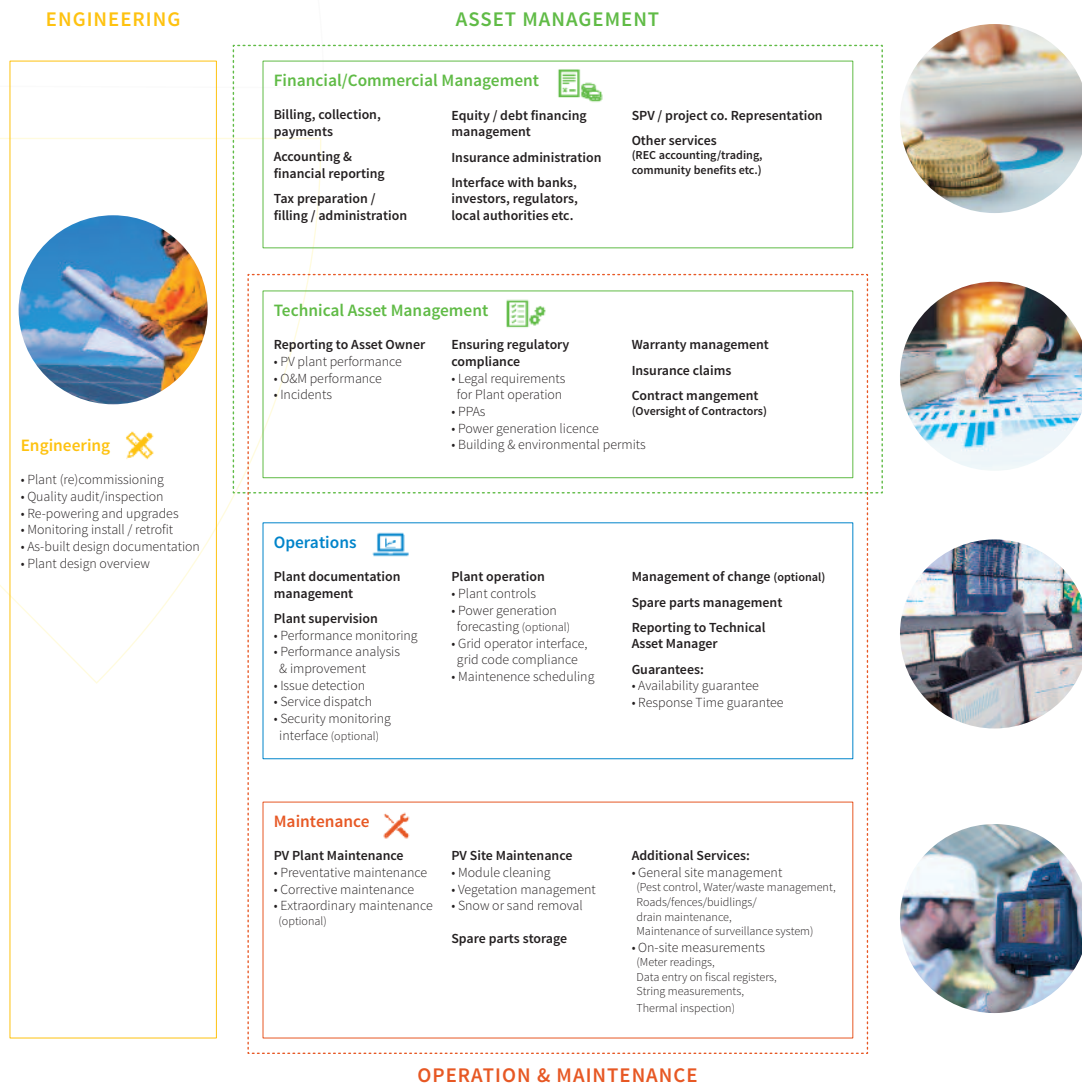 ENGINEERING
ASSET MANAGEMENT
Engineering
• Plant (re)commissioning
• Quality audit/inspection
• Re-powering and upgrades
• Monitoring install / retrofit
• As-built design documentation
• Plant design overview
Financial/Commercial Management
Billing, collection,
payments
Accounting &
financial reporting
Tax preparation /
filling / administration
Equity / debt financing
management
Insurance administration
Interface with banks,
investors, regulators,
local authorities etc.
SPV / project co. Representation
Other services
(REC accounting/trading,
community benefits etc.)
Technical Asset Management
Reporting to Asset Owner
• PV plant performance
• O&M performance
• Incidents
Ensuring regulatory
compliance
• Legal requirements
for Plant operation
• PPAs
• Power generation licence
• Building & environmental permits
Warranty management
Insurance claims
Contract mangement
(Oversight of Contractors)
Operations
Plant documentation
management
Plant supervision
• Performance monitoring
• Performance analysis
& improvement
• Issue detection
• Service dispatch
• Security monitoring
interface (optional)
Plant operation
• Plant controls
• Power generation
forecasting (optional)
• Grid operator interface,
grid code compliance
• Maintenence scheduling
Management of change (optional)
Spare parts management
Reporting to Technical
Asset Manager
Guarantees:
• Availability guarantee
• Response Time guarantee
Maintenance
PV Plant Maintenance
• Preventative maintenance
• Corrective maintenance
• Extraordinary maintenance
(optional)
PV Site Maintenance
• Module cleaning
• Vegetation management
• Snow or sand removal
Spare parts storage
Additional Services:
• General site management
(Pest control, Water/waste management,
Roads/fences/buidlings/
drain maintenance,
Maintenance of surveillance system)
• On-site measurements
(Meter readings,
Data entry on fiscal registers,
String measurements,
Thermal inspection)
OPERATION & MAINTENANCE